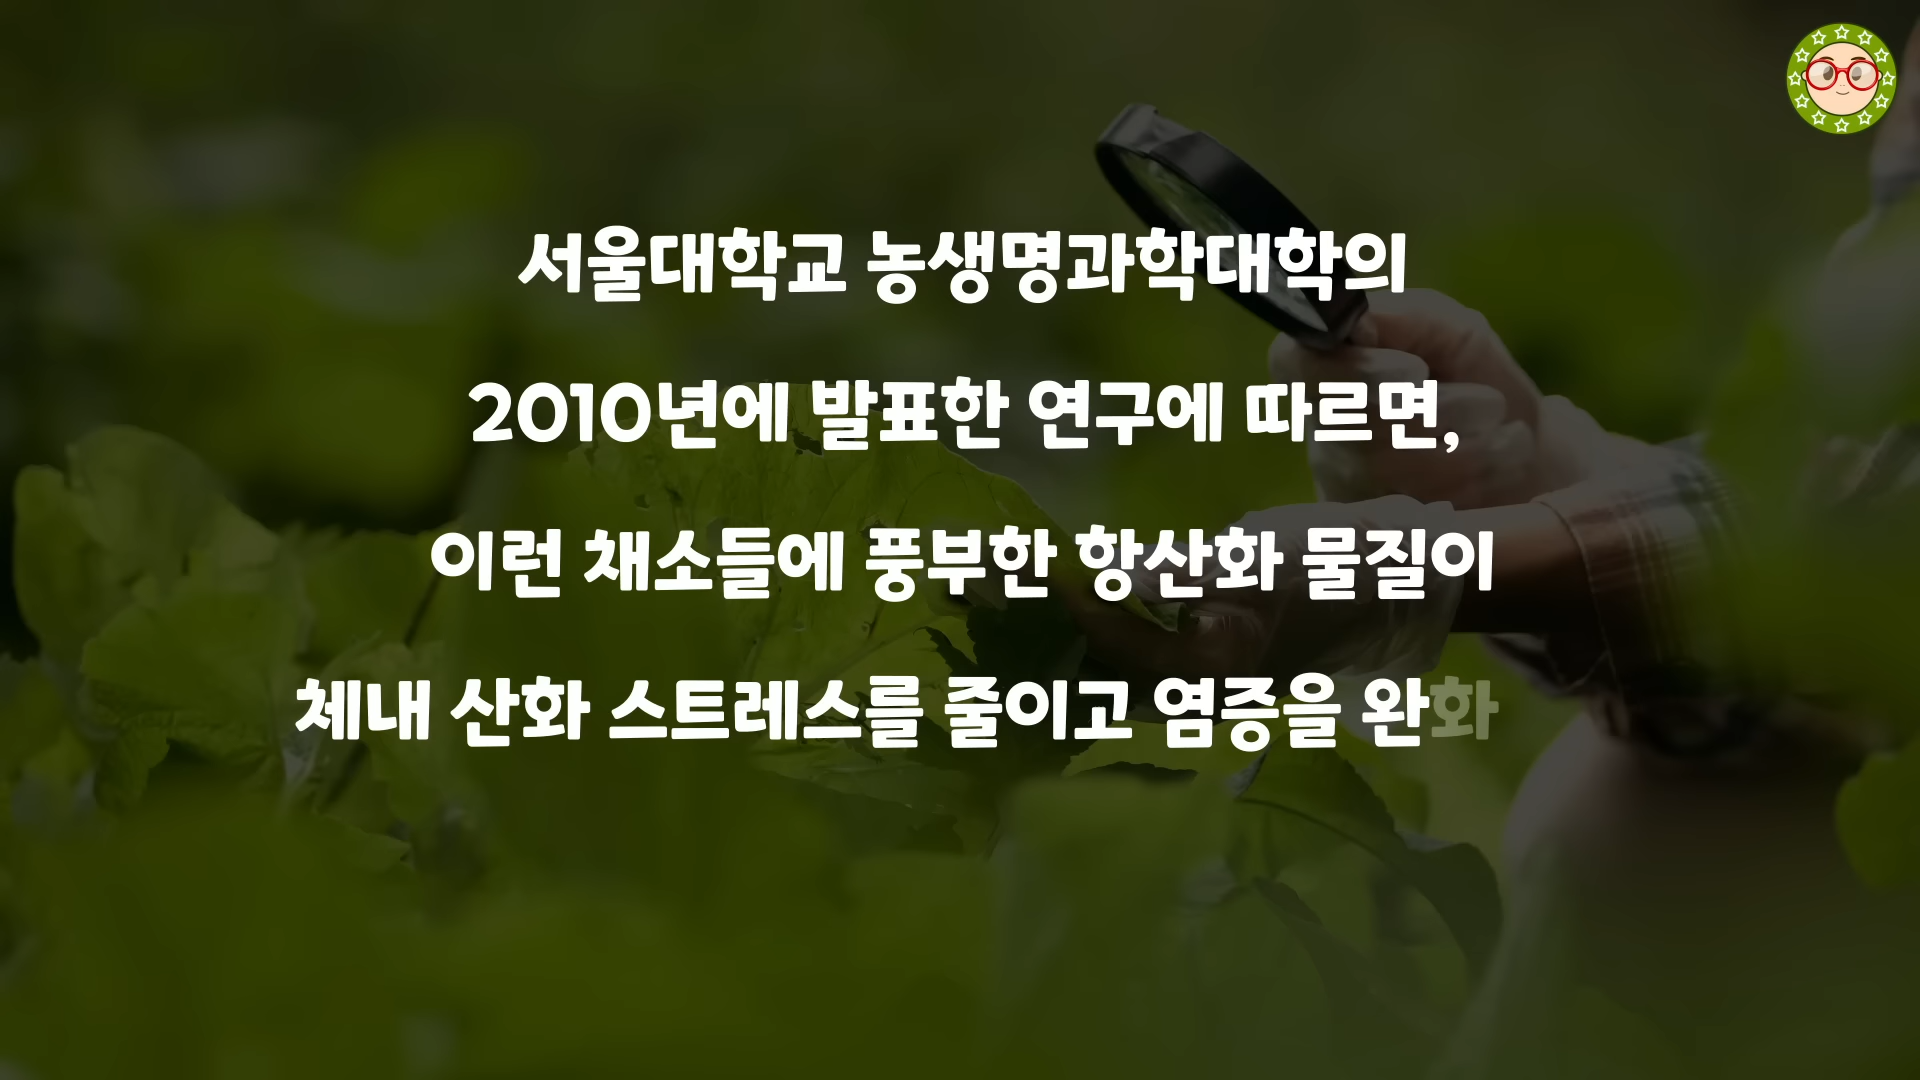 서울대학교 농생명과학대학의
2010년에 발표한 연구에 따르면,
이런 채소들에 풍부한 항산화 물질이
체내 산화 스트레스를 줄이고 염증을 완화